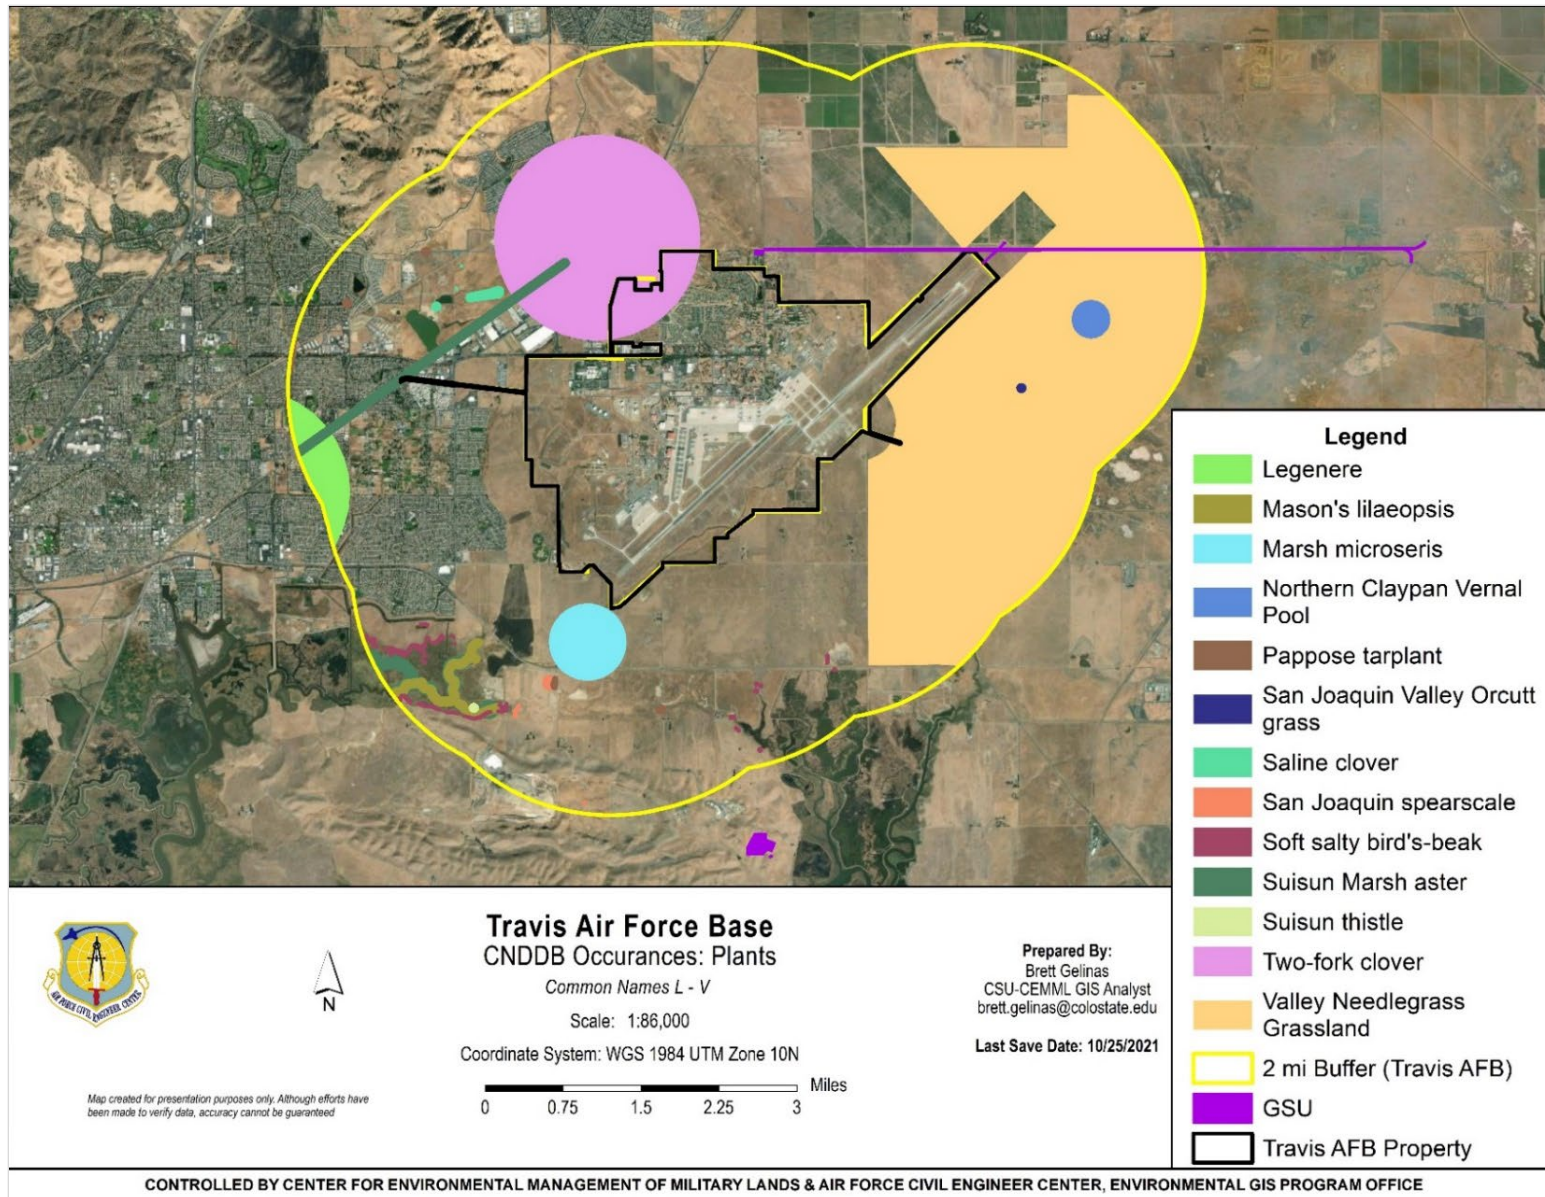 Legend
Legenere
Mason's lilaeopsis
Marsh microseris
Northern Claypan Vernal
Pool
Pappose tarplant
San Joaquin Valley Orcutt
grass
Saline clover
San Joaquin spearscale
Soft salty bird's-beak
Suisun Marsh aster
Suisun thistle
Two-fork clover
Valley Needlegrass
Grassland
2 mi Buffer (Travis AFB)
GSU
Travis AFB Property
AIR FORCE CIVIL ENGINEER CENTER
N
Travis Air Force Base
CNDDB Occurances: Plants
Common Names L - V
Scale: 1:86,000
Coordinate System: WGS 1984 UTM Zone 10N
Miles
0 0.75 1.5 2.25 3
Prepared By:
Brett Gelinas
CSU-CEMML GIS Analyst
brett.gelinas@colostate.edu
Last Save Date: 10/25/2021
Map created for presentation purposes only. Although efforts have
been made to verify data, accuracy cannot be guaranteed
CONTROLLED BY CENTER FOR ENVIRONMENTAL MANAGEMENT OF MILITARY LANDS & AIR FORCE CIVIL ENGINEER CENTER, ENVIRONMENTAL GIS PROGRAM OFFICE